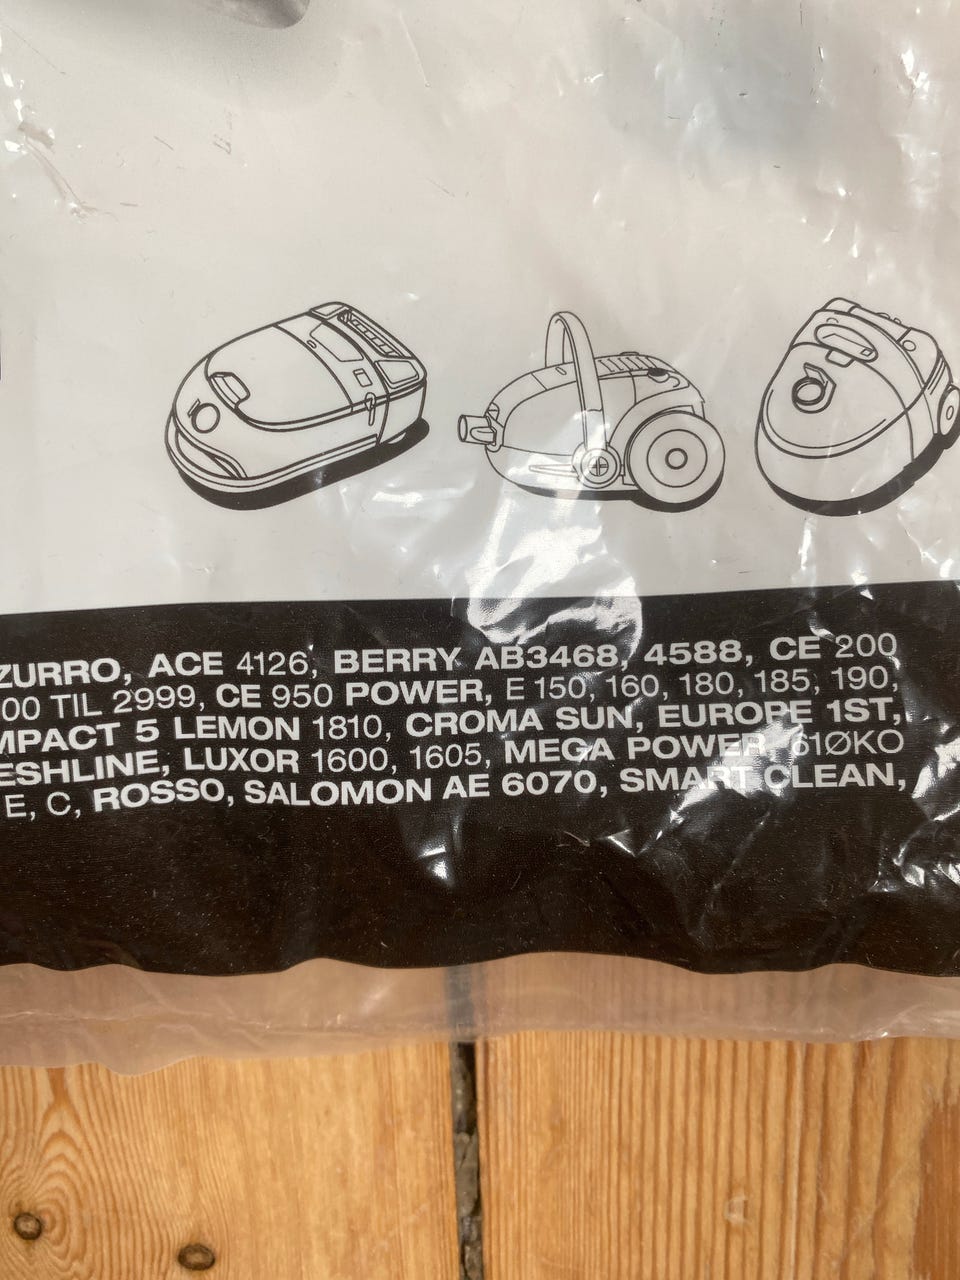 ZURRO, ACE 4126, BERRY AB3468, 4588, CE 200
00 TIL 2999, CE 950 POWER, E 150, 160, 180, 185, 190,
MPACT 5 LEMON 1810, CROMA SUN, EUROPE 1ST,
ESHLINE, LUXOR 1600, 1605, MEGA POWER, 61ØKO
E, C, ROSSO, SALOMON AE 6070, SMART CLEAN,